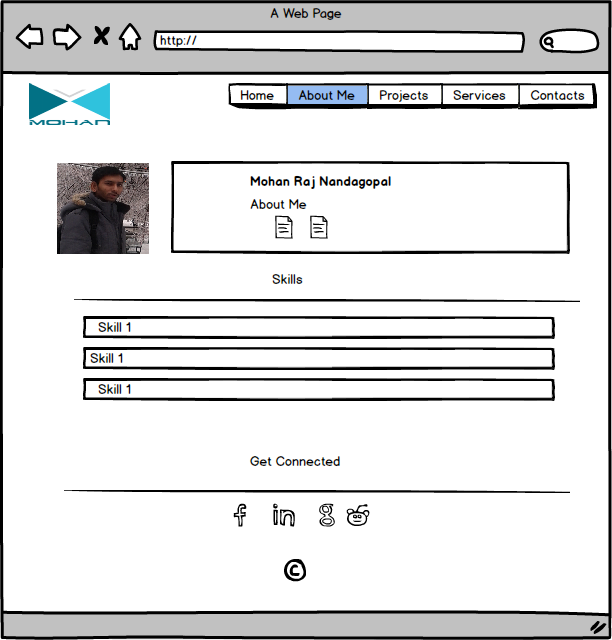 A Web Page
http://
MOHAN
Home About Me Projects Services Contacts
Mohan Raj Nandagopal
About Me
Skills
Skill 1
Skill 1
Skill 1
Get Connected
f in g
©